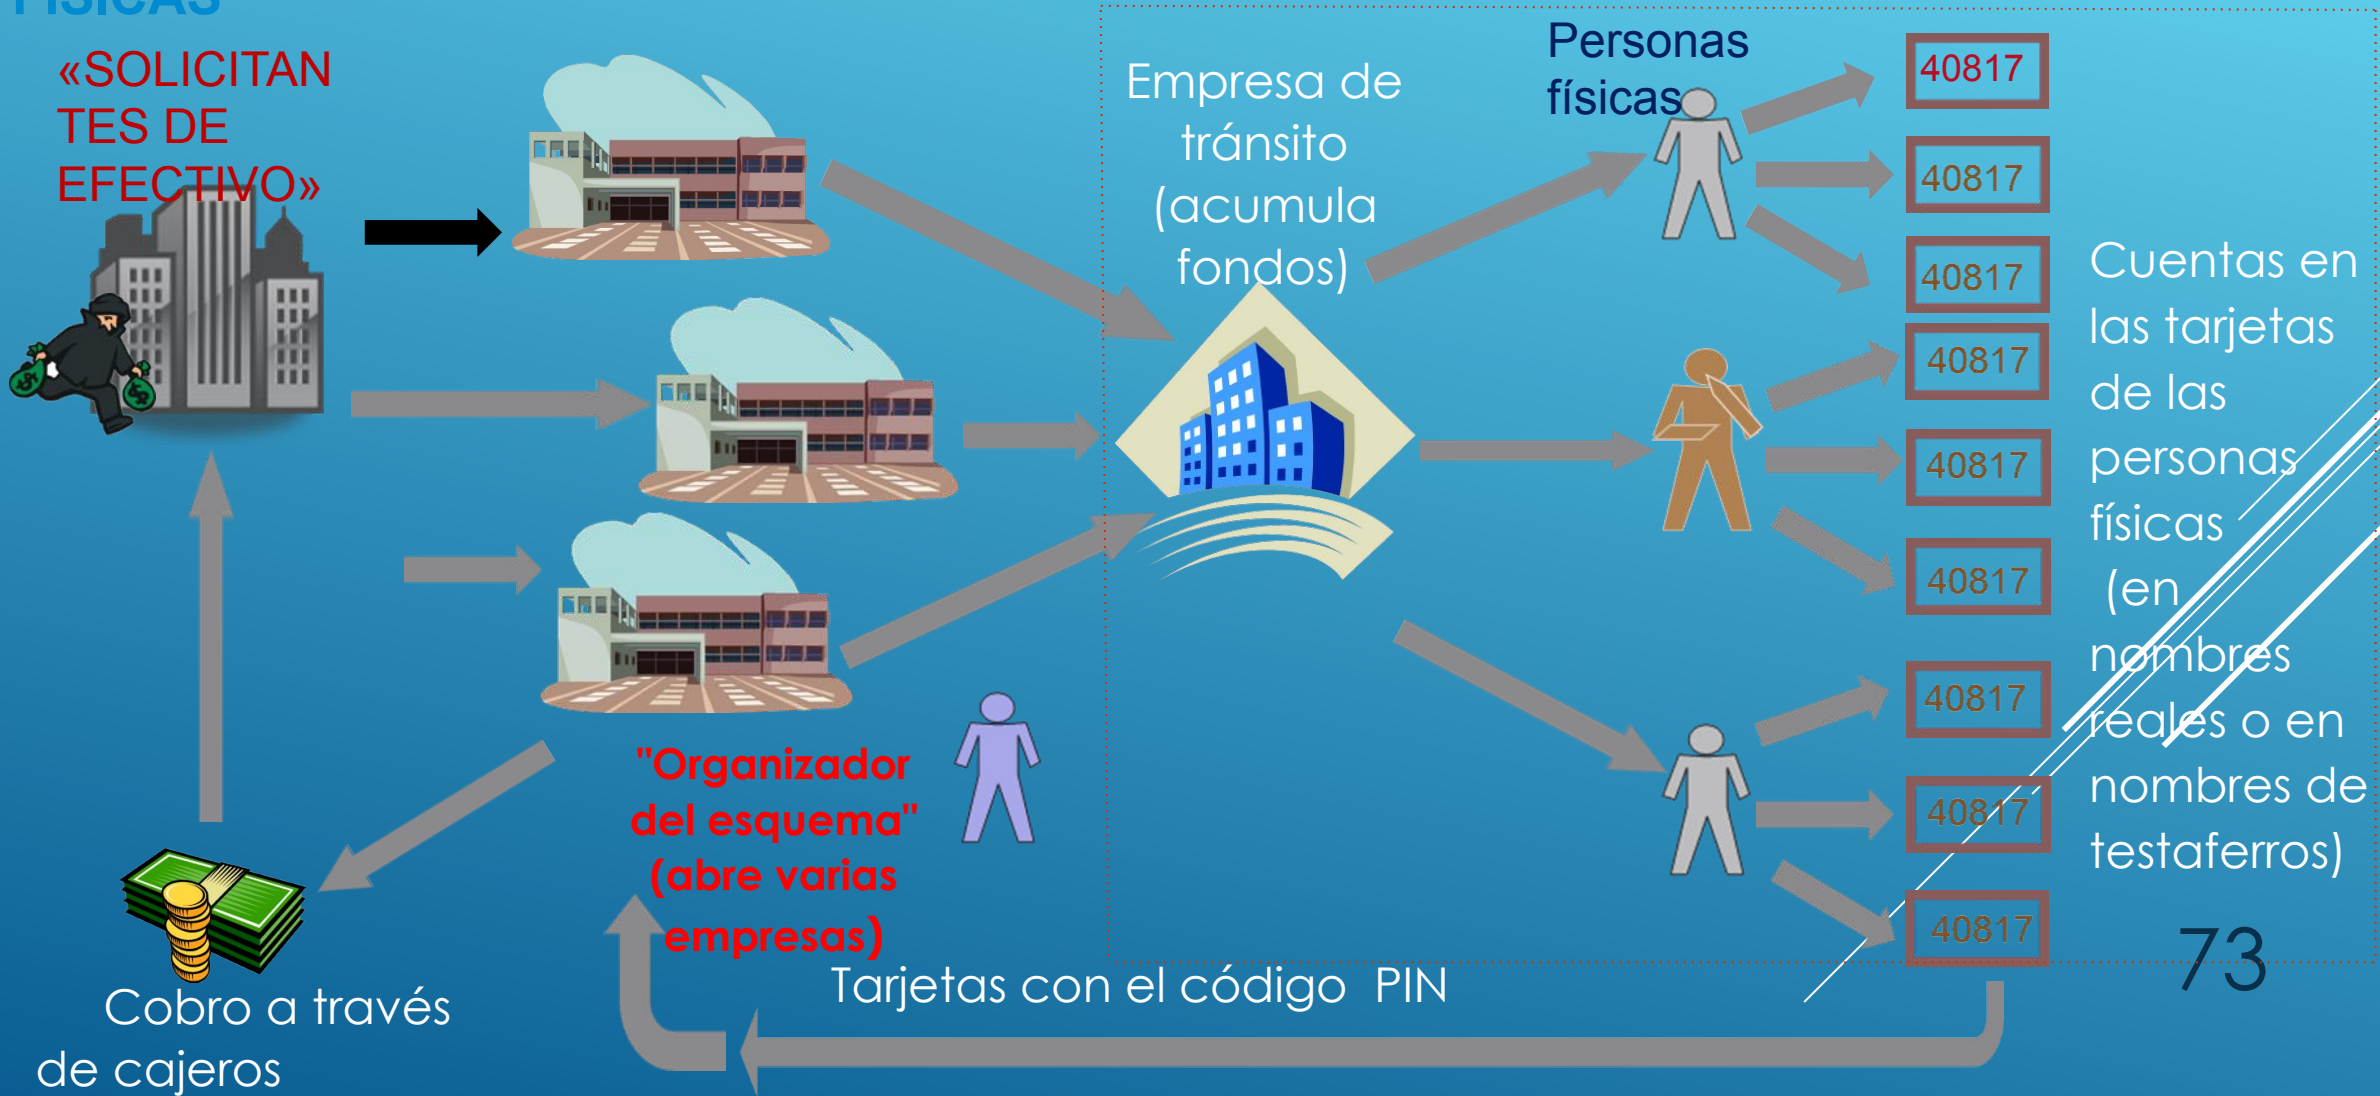 FÍSICAS
«SOLICITAN
TES DE
EFECTIVO»
Empresa de
tránsito
(acumula
fondos)
Personas
físicas
40817
40817
40817
40817
40817
40817
40817
40817
40817
Cuentas en
las tarjetas
de las
personas
físicas
(en
nombres
reales o en
nombres de
testaferros)
"Organizador
del esquema"
(abre varias
empresas)
Tarjetas con el código PIN
Cobro a través
de cajeros
73